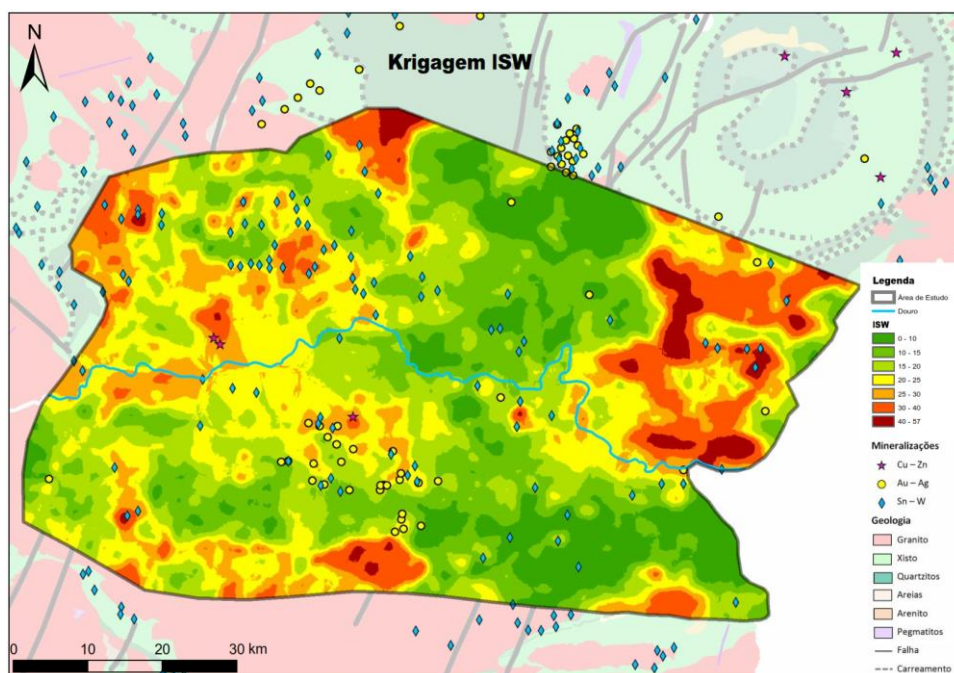 N
Krigagem ISW
Legenda
Área de Estudo
Douro
ISW
0 - 10
10 - 15
15 - 20
20 - 25
25 - 30
30 - 40
40 - 57
Mineralizações
Cu – Zn
Au – Ag
Sn – W
Geologia
Granito
Xisto
Quartzitos
Areias
Arenito
Pegmatitos
Falha
Carreamento
0 10 20 30 km